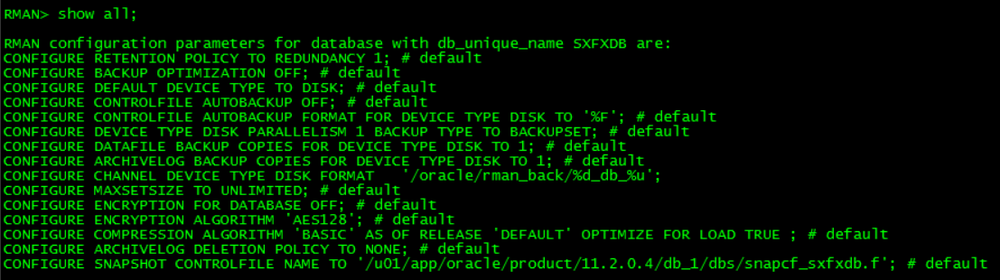 RMAN> show all;
RMAN configuration parameters for database with db_unique_name SXFXDB are:
CONFIGURE RETENTION POLICY TO REDUNDANCY 1; # default
CONFIGURE BACKUP OPTIMIZATION OFF; # default
CONFIGURE DEFAULT DEVICE TYPE TO DISK; # default
CONFIGURE CONTROLFILE AUTOBACKUP OFF; # default
CONFIGURE CONTROLFILE AUTOBACKUP FORMAT FOR DEVICE TYPE DISK TO '%F'; # default
CONFIGURE DEVICE TYPE DISK PARALLELISM 1 BACKUP TYPE TO BACKUPSET; # default
CONFIGURE DATAFILE BACKUP COPIES FOR DEVICE TYPE DISK TO 1; # default
CONFIGURE ARCHIVELOG BACKUP COPIES FOR DEVICE TYPE DISK TO 1; # default
CONFIGURE CHANNEL DEVICE TYPE DISK FORMAT   '/oracle/rman_back/%d_db_%u';
CONFIGURE MAXSETSIZE TO UNLIMITED; # default
CONFIGURE ENCRYPTION FOR DATABASE OFF; # default
CONFIGURE ENCRYPTION ALGORITHM 'AES128'; # default
CONFIGURE COMPRESSION ALGORITHM 'BASIC' AS OF RELEASE 'DEFAULT' OPTIMIZE FOR LOAD TRUE ; # default
CONFIGURE ARCHIVELOG DELETION POLICY TO NONE; # default
CONFIGURE SNAPSHOT CONTROLFILE NAME TO '/u01/app/oracle/product/11.2.0.4/db_1/dbs/snapcf_sxfxdb.f'; # default